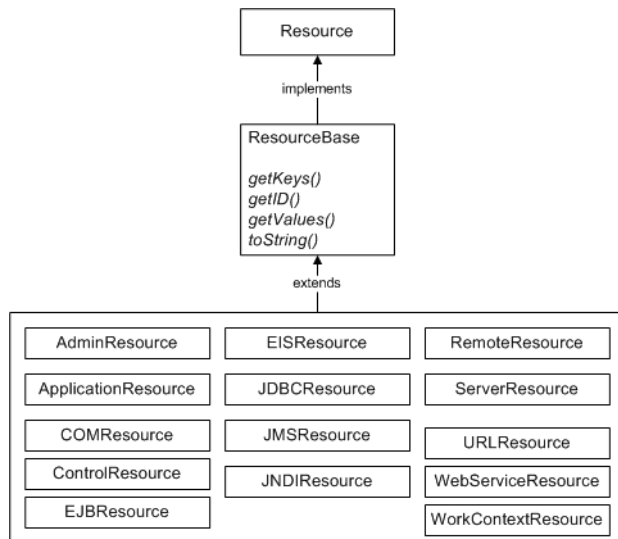 Resource
implements
ResourceBase
getKeys()
getID()
getValues()
toString()
extends
AdminResource
ApplicationResource
COMResource
ControlResource
EJBResource
EISResource
JDBCResource
JMSResource
JNDIResource
RemoteResource
ServerResource
URLResource
WebServiceResource
WorkContextResource